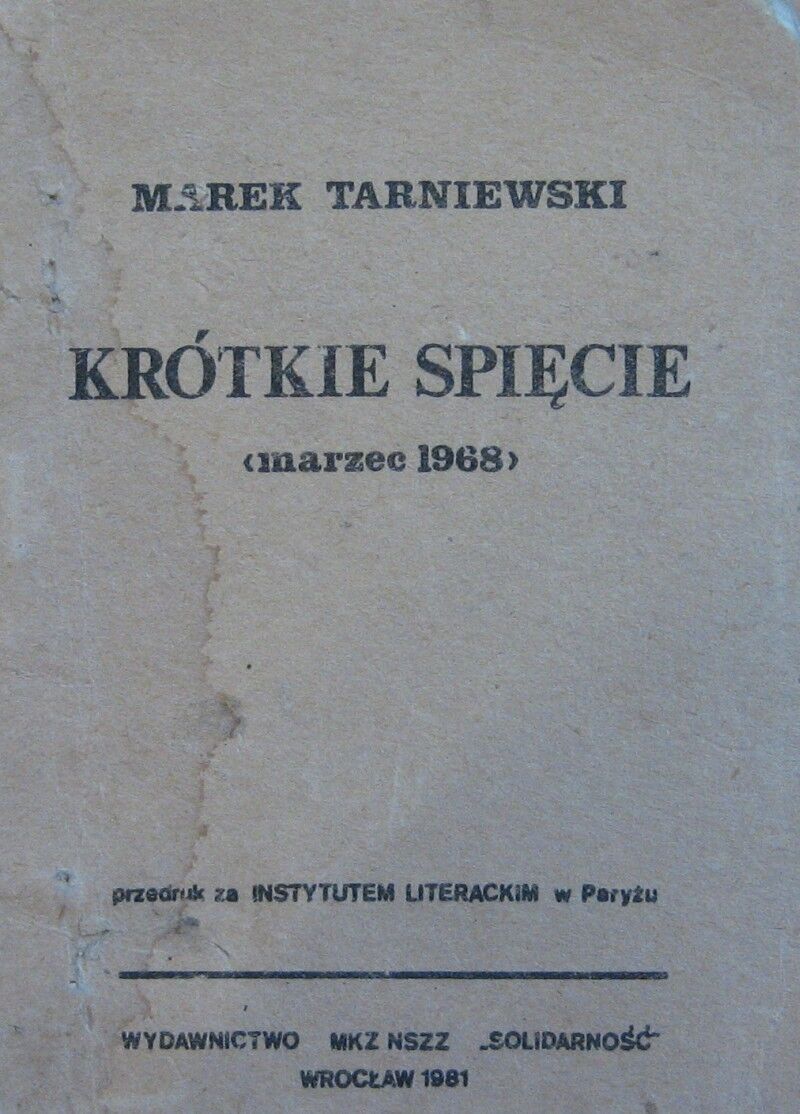 MAREK TARNIEWSKI
KRÓTKIE SPIĘCIE
(marzec 1968)
przedruk za INSTYTUTEM LITERACKIM w Paryżu
WYDAWNICTWO MKZ NSZZ „SOLIDARNOŚĆ"
WROCŁAW 1981